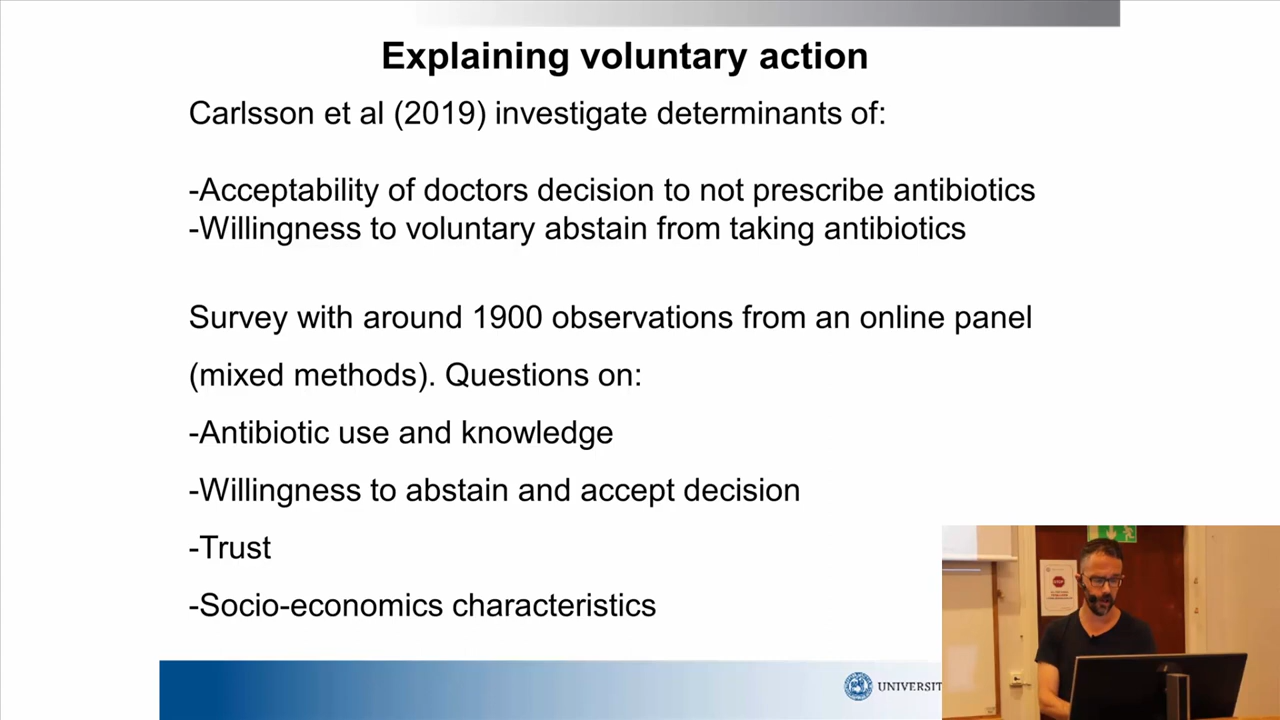 Explaining voluntary action
Carlsson et al (2019) investigate determinants of:
-Acceptability of doctors decision to not prescribe antibiotics
-Willingness to voluntary abstain from taking antibiotics
Survey with around 1900 observations from an online panel
(mixed methods). Questions on:
-Antibiotic use and knowledge
-Willingness to abstain and accept decision
-Trust
-Socio-economics characteristics
UNIVERSIT